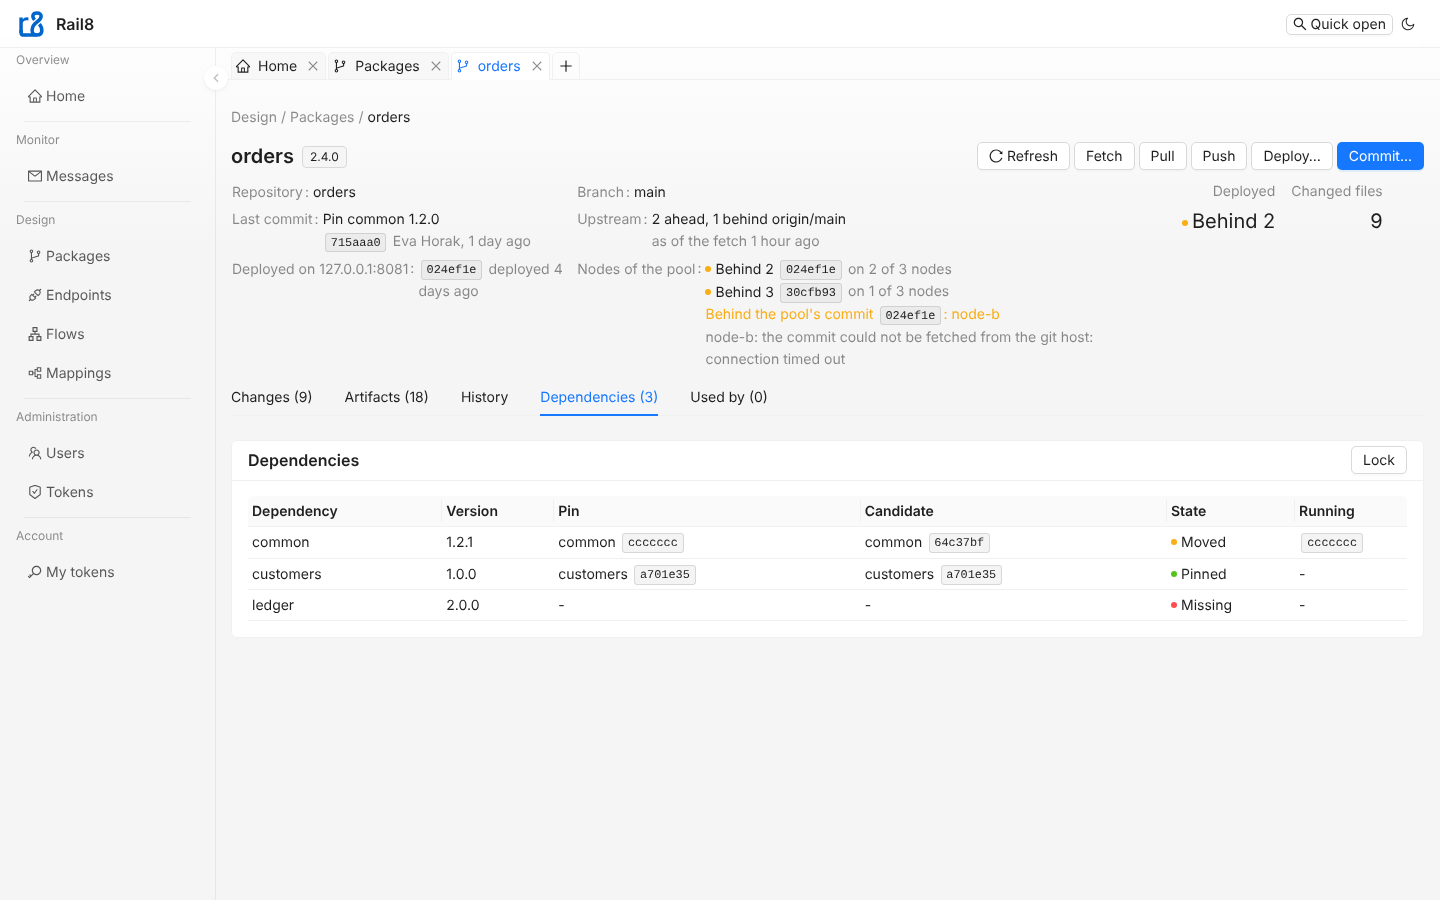 Rail8
Quick open
Overview
Home
Monitor
Messages
Design
Packages
Endpoints
Flows
Mappings
Administration
Users
Tokens
Account
My tokens
Home
Packages
orders
Design / Packages / orders
orders 2.4.0
Refresh
Fetch
Pull
Push
Deploy...
Commit...
Repository: orders
Branch: main
Last commit: Pin common 1.2.0
715aaa0 Eva Horak, 1 day ago
Upstream: 2 ahead, 1 behind origin/main
as of the fetch 1 hour ago
Deployed on 127.0.0.1:8081: 024ef1e deployed 4
days ago
Nodes of the pool: Behind 2 024ef1e on 2 of 3 nodes
Behind 3 30cfb93 on 1 of 3 nodes
Behind the pool's commit 024ef1e : node-b
node-b: the commit could not be fetched from the git host:
connection timed out
Deployed
Behind 2
Changed files
9
Changes (9)
Artifacts (18)
History
Dependencies (3)
Used by (0)
Dependencies
Lock
Dependency Version Pin Candidate State Running
common 1.2.1 common ccccccc common 64c37bf Moved ccccccc
customers 1.0.0 customers a701e35 customers a701e35 Pinned -
ledger 2.0.0 - - Missing -